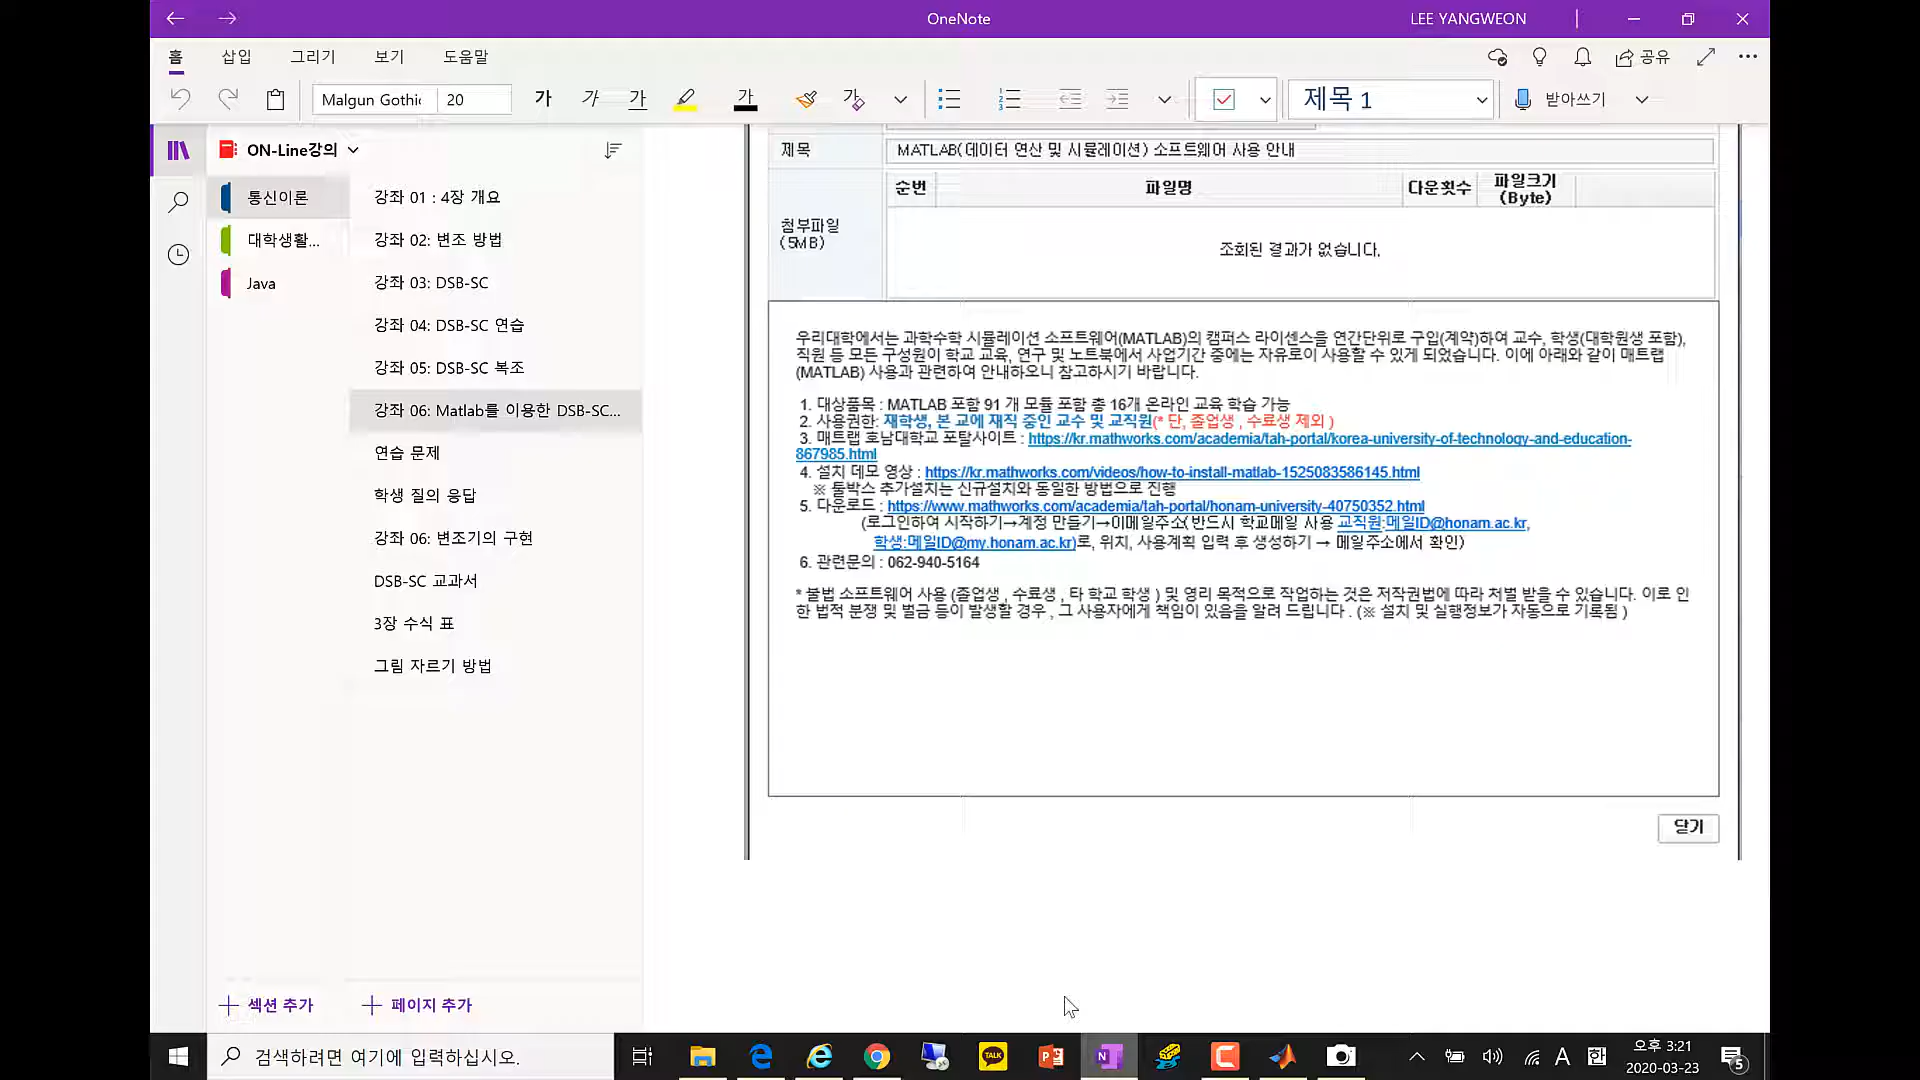 OneNote
LEE YANGWEON
홈 삽입 그리기 보기 도움말
공유
Malgun Gothic 20 가 가 가 가 가 제목 1 받아쓰기
ON-Line강의
통신이론
대학생활...
Java
강좌 01 : 4장 개요
강좌 02: 변조 방법
강좌 03: DSB-SC
강좌 04: DSB-SC 연습
강좌 05: DSB-SC 복조
강좌 06: Matlab를 이용한 DSB-SC...
연습 문제
학생 질의 응답
강좌 06: 변조기의 구현
DSB-SC 교과서
3장 수식 표
그림 자르기 방법
섹션 추가
페이지 추가
제목 MATLAB(데이터 연산 및 시뮬레이션) 소프트웨어 사용 안내
첨부파일
(5MB)
순번 파일명 다운횟수 파일크기
(Byte)
조회된 결과가 없습니다.
우리대학에서는 과학수학 시뮬레이션 소프트웨어(MATLAB)의 캠퍼스 라이센스을 연간단위로 구입(계약)하여 교수, 학생(대학원생 포함),
직원 등 모든 구성원이 학교 교육, 연구 및 노트북에서 사업기간 중에는 자유로이 사용할 수 있게 되었습니다. 이에 아래와 같이 매트랩
(MATLAB) 사용과 관련하여 안내하오니 참고하시기 바랍니다.
1. 대상품목 : MATLAB 포함 91 개 모듈 포함 총 16개 온라인 교육 학습 가능
2. 사용권한: 재학생, 본 교에 재직 중인 교수 및 교직원(* 단, 졸업생 , 수료생 제외 )
3. 매트랩 호남대학교 포탈사이트 : https://kr.mathworks.com/academia/tah-portal/korea-university-of-technology-and-education-
867985.html
4. 설치 데모 영상 : https://kr.mathworks.com/videos/how-to-install-matlab-1525083586145.html
※ 툴박스 추가설치는 신규설치와 동일한 방법으로 진행
5. 다운로드 : https://www.mathworks.com/academia/tah-portal/honam-university-40750352.html
(로그인하여 시작하기→계정 만들기→이메일주소(반드시 학교메일 사용 교직원:메일ID@honam.ac.kr,
학생:메일ID@my.honam.ac.kr)로, 위치, 사용계획 입력 후 생성하기 → 메일주소에서 확인)
6. 관련문의 : 062-940-5164
* 불법 소프트웨어 사용 (졸업생 , 수료생 , 타 학교 학생 ) 및 영리 목적으로 작업하는 것은 저작권법에 따라 처벌 받을 수 있습니다. 이로 인
한 법적 분쟁 및 벌금 등이 발생할 경우 , 그 사용자에게 책임이 있음을 알려 드립니다 . (※ 설치 및 실행정보가 자동으로 기록됨 )
닫기
검색하려면 여기에 입력하십시오.
TALK
A
한
오후 3:21
2020-03-23
5